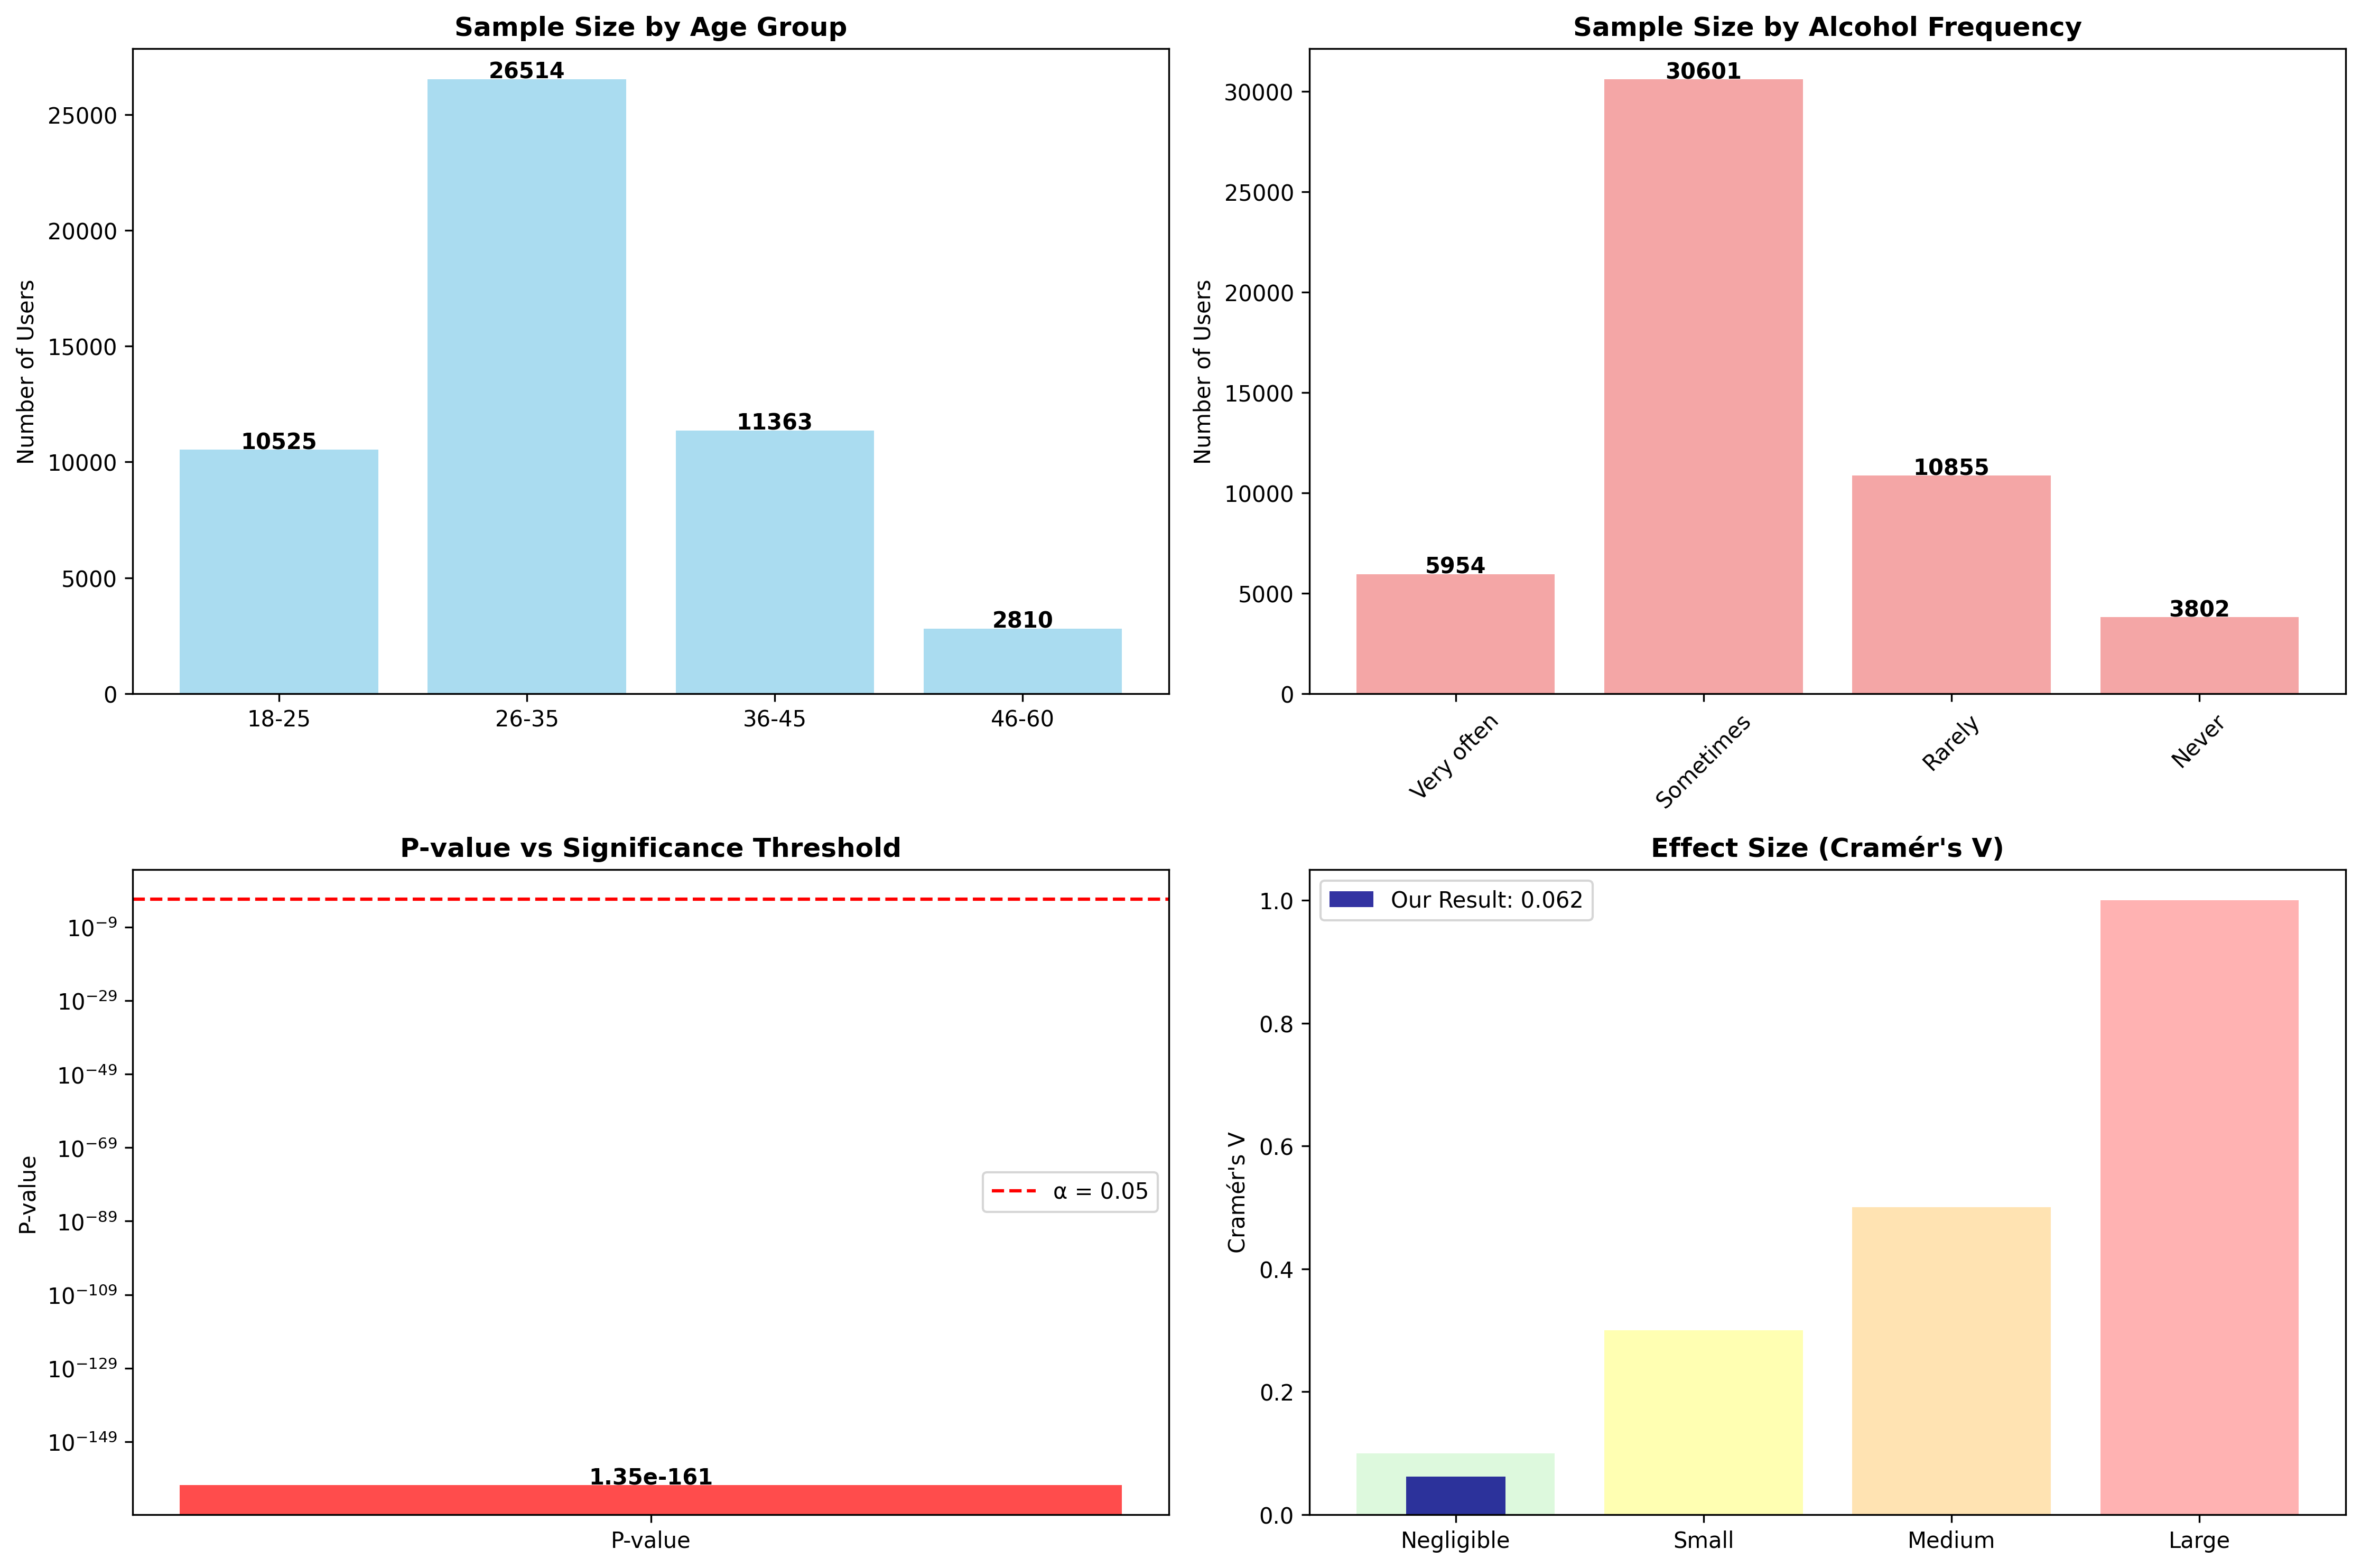 Sample Size by Age Group
Number of Users
25000
20000
15000
10000
5000
0
10525
26514
11363
2810
18-25
26-35
36-45
46-60
Sample Size by Alcohol Frequency
Number of Users
30000
25000
20000
15000
10000
5000
0
5954
30601
10855
3802
Very often
Sometimes
Rarely
Never
P-value vs Significance Threshold
P-value
10⁻⁹
10⁻²⁹
10⁻⁴⁹
10⁻⁶⁹
10⁻⁸⁹
10⁻¹⁰⁹
10⁻¹²⁹
10⁻¹⁴⁹
α = 0.05
1.35e-161
P-value
Effect Size (Cramér's V)
Cramér's V
Our Result: 0.062
1.0
0.8
0.6
0.4
0.2
0.0
Negligible
Small
Medium
Large